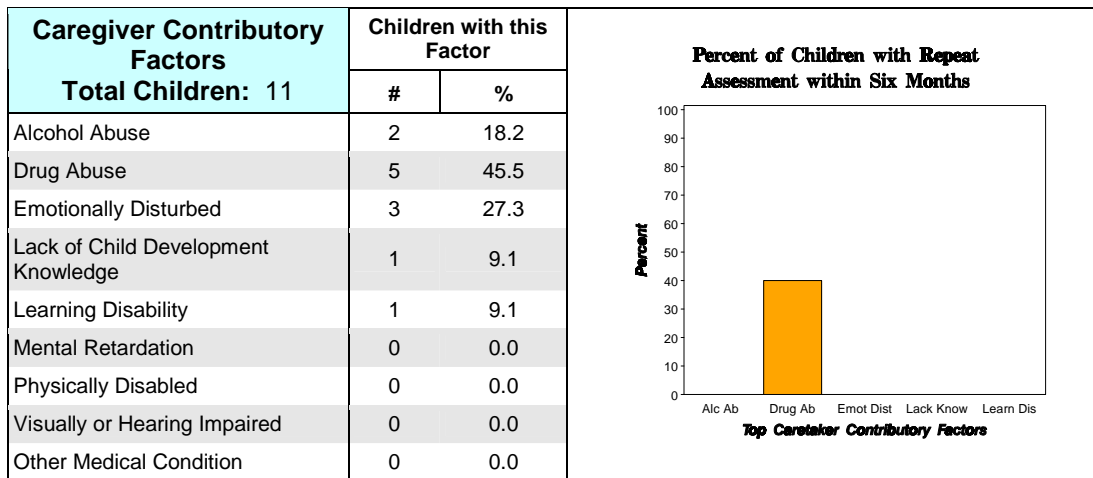 Caregiver Contributory
Factors
Total Children: 11
Children with this
Factor
# %
Alcohol Abuse 2 18.2
Drug Abuse 5 45.5
Emotionally Disturbed 3 27.3
Lack of Child Development
Knowledge 1 9.1
Learning Disability 1 9.1
Mental Retardation 0 0.0
Physically Disabled 0 0.0
Visually or Hearing Impaired 0 0.0
Other Medical Condition 0 0.0
Percent of Children with Repeat
Assessment within Six Months
Percent
100
90
80
70
60
50
40
30
20
10
0
Alc Ab Drug Ab Emot Dist Lack Know Learn Dis
Top Caretaker Contributory Factors